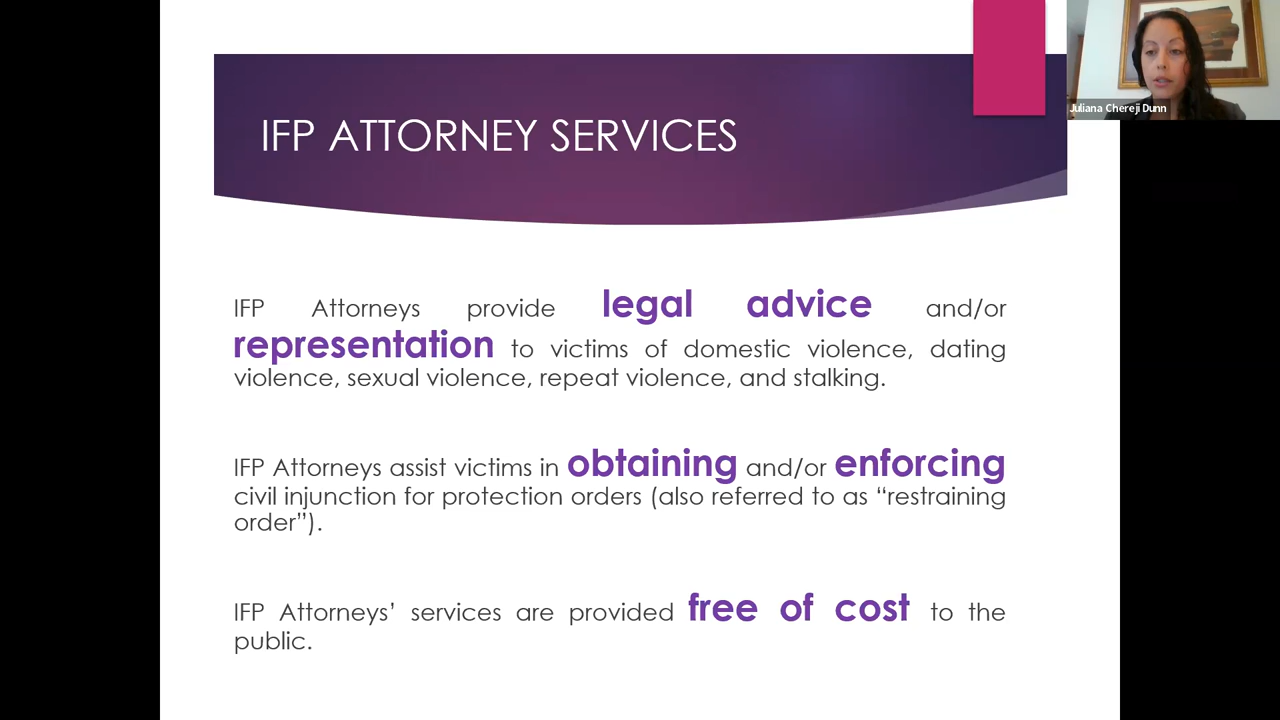 IFP ATTORNEY SERVICES
Juliana Chereji Dunn
IFP Attorneys provide legal advice and/or
representation to victims of domestic violence, dating
violence, sexual violence, repeat violence, and stalking.
IFP Attorneys assist victims in obtaining and/or enforcing
civil injunction for protection orders (also referred to as “restraining
order”).
IFP Attorneys’ services are provided free of cost to the
public.